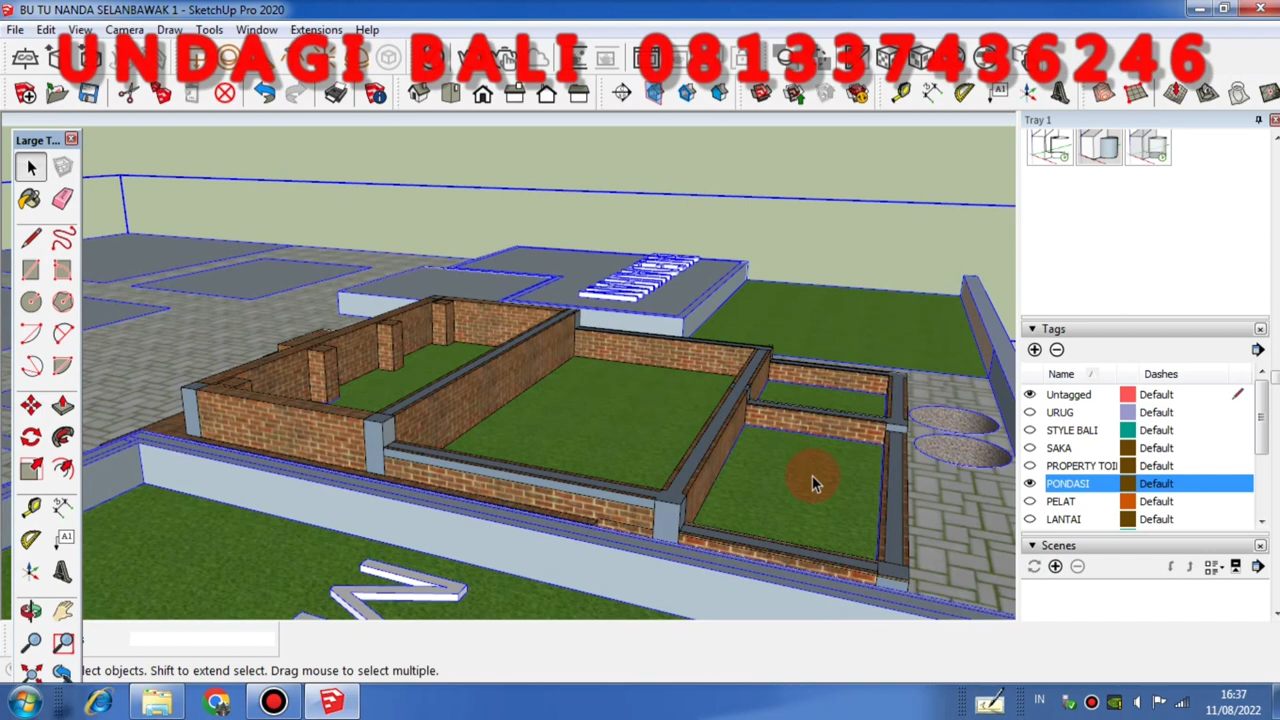 BU TU NANDA SELANBAWAK 1 - SketchUp Pro 2020
File Edit View Camera Draw Tools Window Extensions Help
UNDAGI BALI 081337436246
Large T...
Tray 1
Tags
Name Dashes
Untagged Default
URUG Default
STYLE BALI Default
SAKA Default
PROPERTY TOI Default
PONDASI Default
PELAT Default
LANTAI Default
Scenes
A1
A1
N
lect objects. Shift to extend select. Drag mouse to select multiple.
IN
16:37
11/08/2022